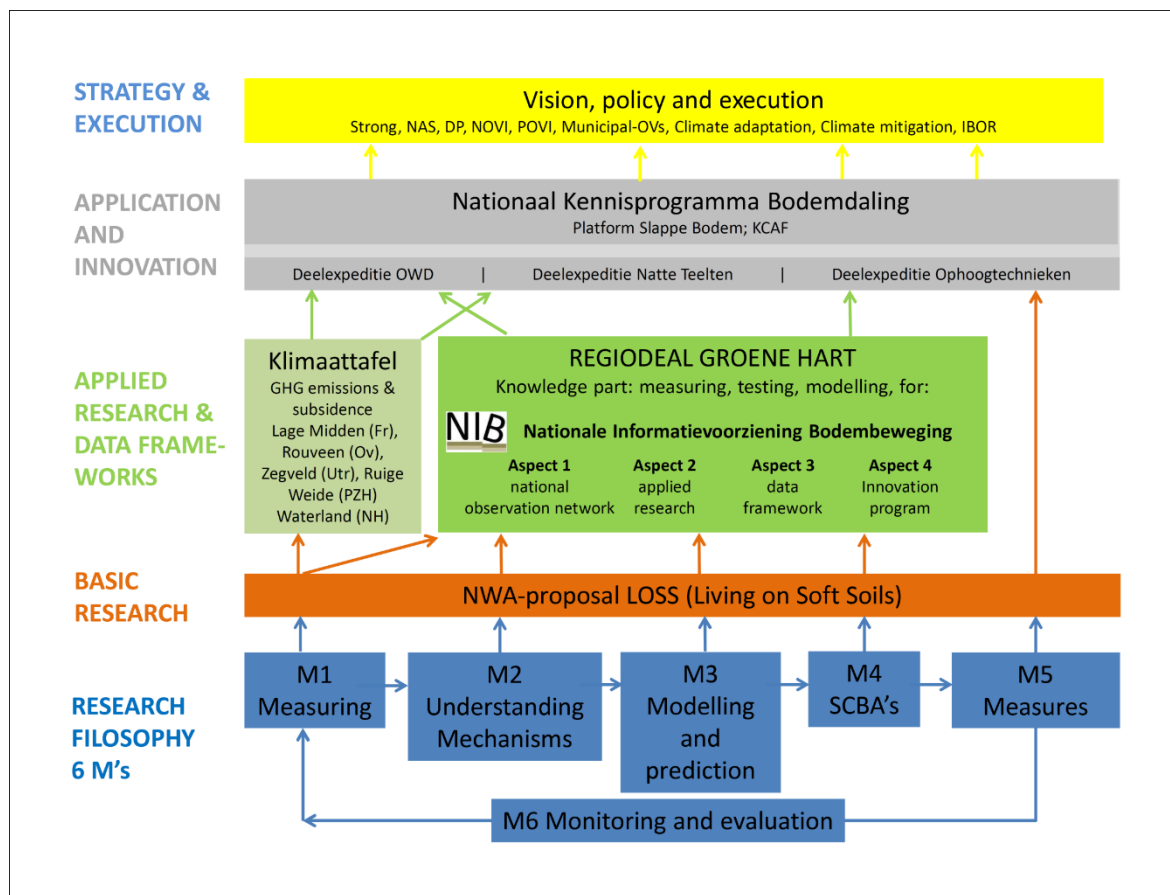 STRATEGY &
EXECUTION
Vision, policy and execution
Strong, NAS, DP, NOVI, POVI, Municipal-OVs, Climate adaptation, Climate mitigation, IBOR
APPLICATION
AND
INNOVATION
Nationaal Kennisprogramma Bodemdaling
Platform Slappe Bodem; KCAF
Deelexpeditie OWD | Deelexpeditie Natte Teelten | Deelexpeditie Ophoogtechnieken
APPLIED
RESEARCH &
DATA FRAME-
WORKS
Klimaattafel
GHG emissions &
subsidence
Lage Midden (Fr),
Rouveen (Ov),
Zegveld (Utr), Ruige
Weide (PZH)
Waterland (NH)
REGIODEAL GROENE HART
Knowledge part: measuring, testing, modelling, for:
NIB
Nationale Informatievoorziening Bodembeweging
Aspect 1
national
observation network
Aspect 2
applied
research
Aspect 3
data
framework
Aspect 4
Innovation
program
BASIC
RESEARCH
NWA-proposal LOSS (Living on Soft Soils)
RESEARCH
FILOSOPHY
6 M's
M1
Measuring
M2
Understanding
Mechanisms
M3
Modelling
and
prediction
M4
SCBA's
M5
Measures
M6 Monitoring and evaluation